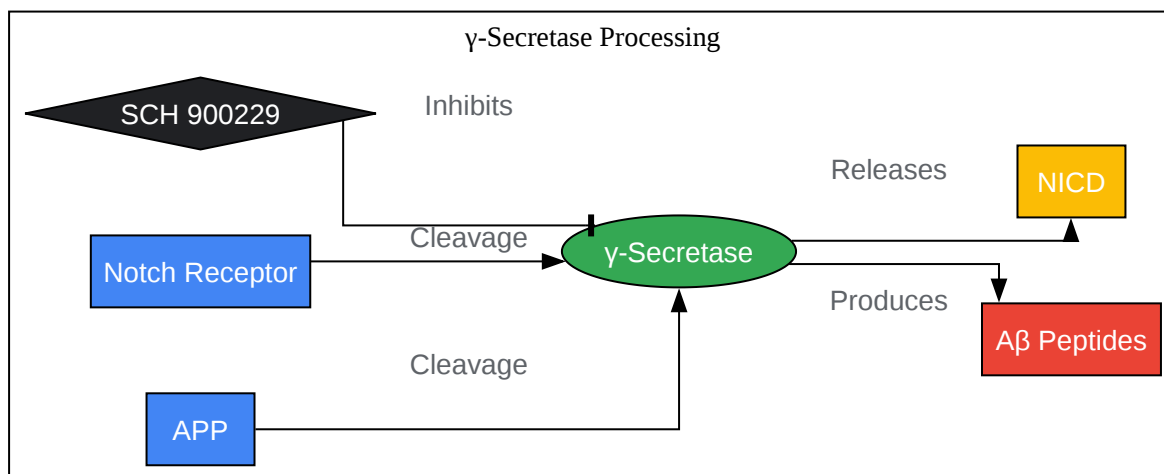 γ-Secretase Processing
SCH 900229
Inhibits
Releases
NICD
Notch Receptor
Cleavage
γ-Secretase
Produces
Aβ Peptides
Cleavage
APP